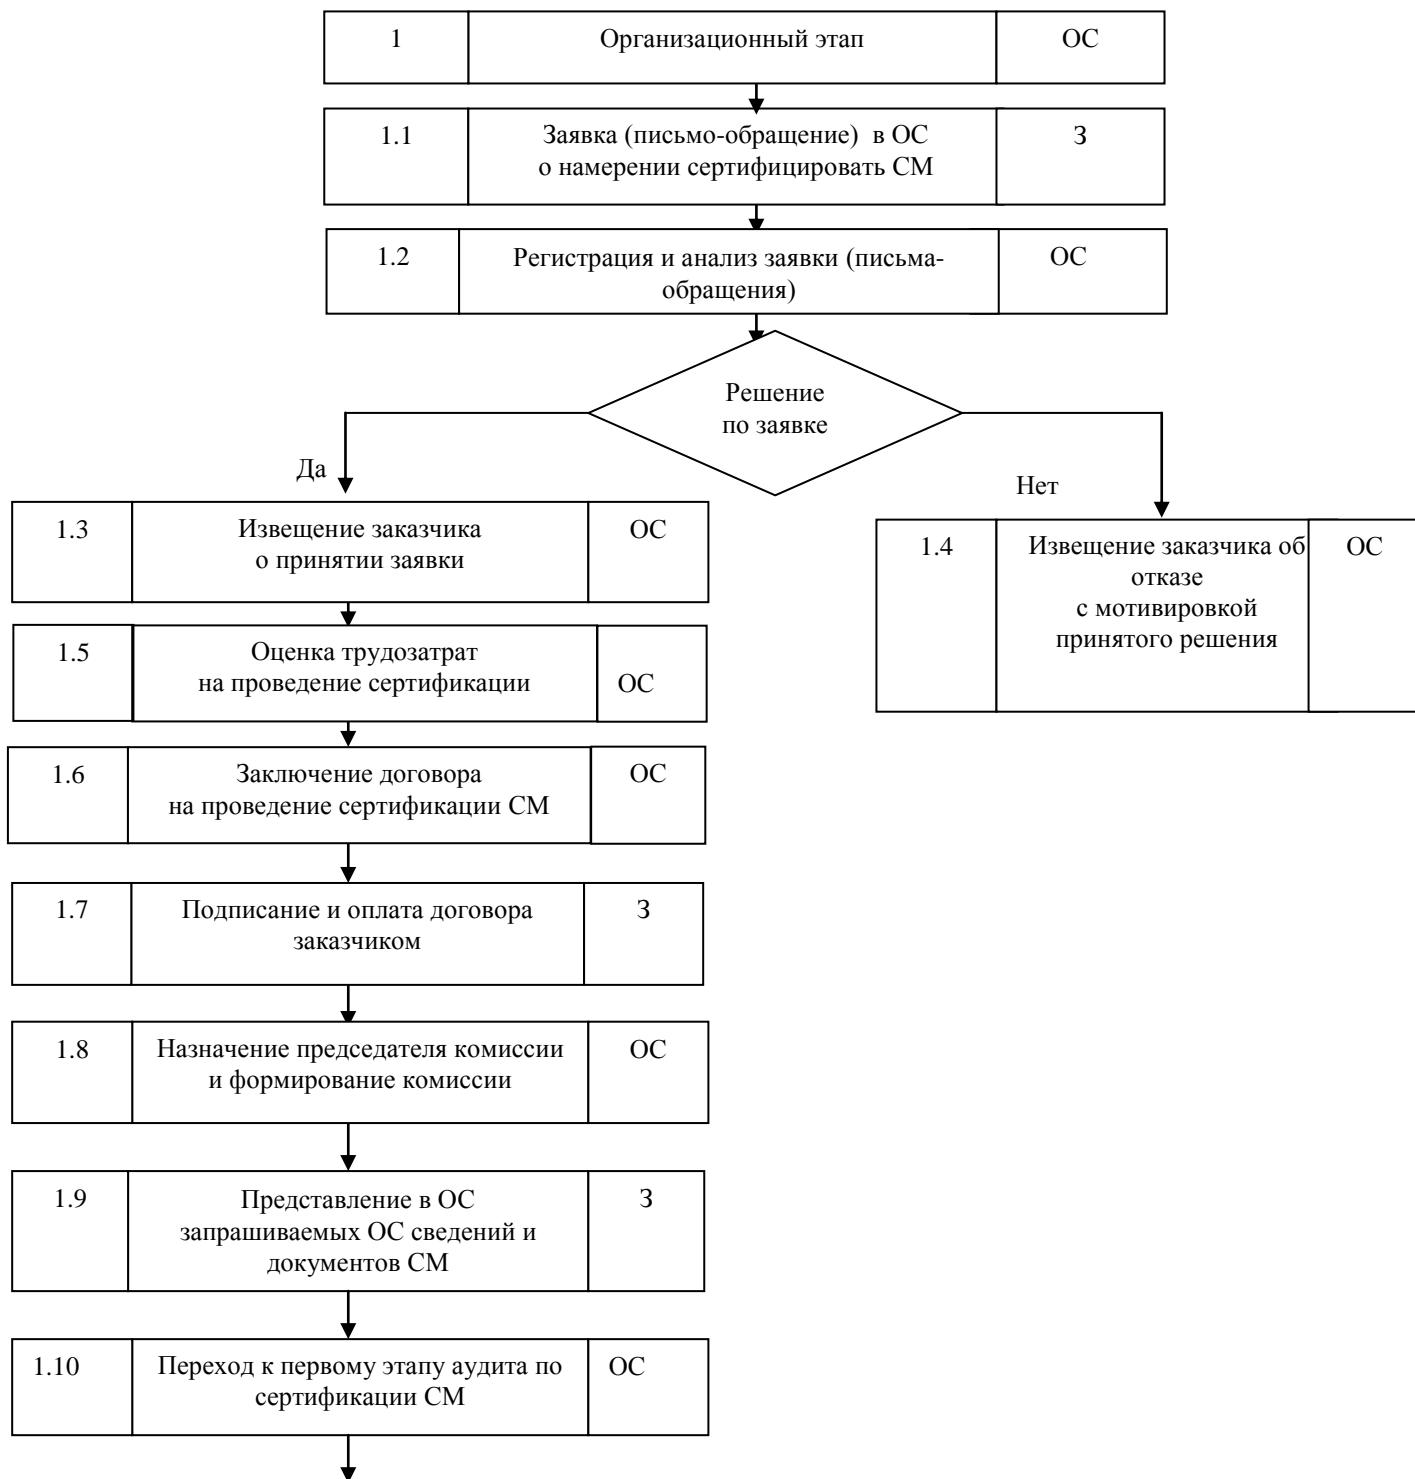 1
Организационный этап
ОС
1.1
Заявка (письмо-обращение)  в ОС
о намерении сертифицировать СМ
З
1.2
Регистрация и анализ заявки (письма-
обращения)
ОС
Решение
по заявке
Да
Нет
1.3
Извещение заказчика
о принятии заявки
ОС
1.4
Извещение заказчика об
отказе
с мотивировкой
принятого решения
ОС
1.5
Оценка трудозатрат
на проведение сертификации
ОС
1.6
Заключение договора
на проведение сертификации СМ
ОС
1.7
Подписание и оплата договора
заказчиком
З
1.8
Назначение председателя комиссии
и формирование комиссии
ОС
1.9
Представление в ОС
запрашиваемых ОС сведений и
документов СМ
З
1.10
Переход к первому этапу аудита по
сертификации СМ
ОС